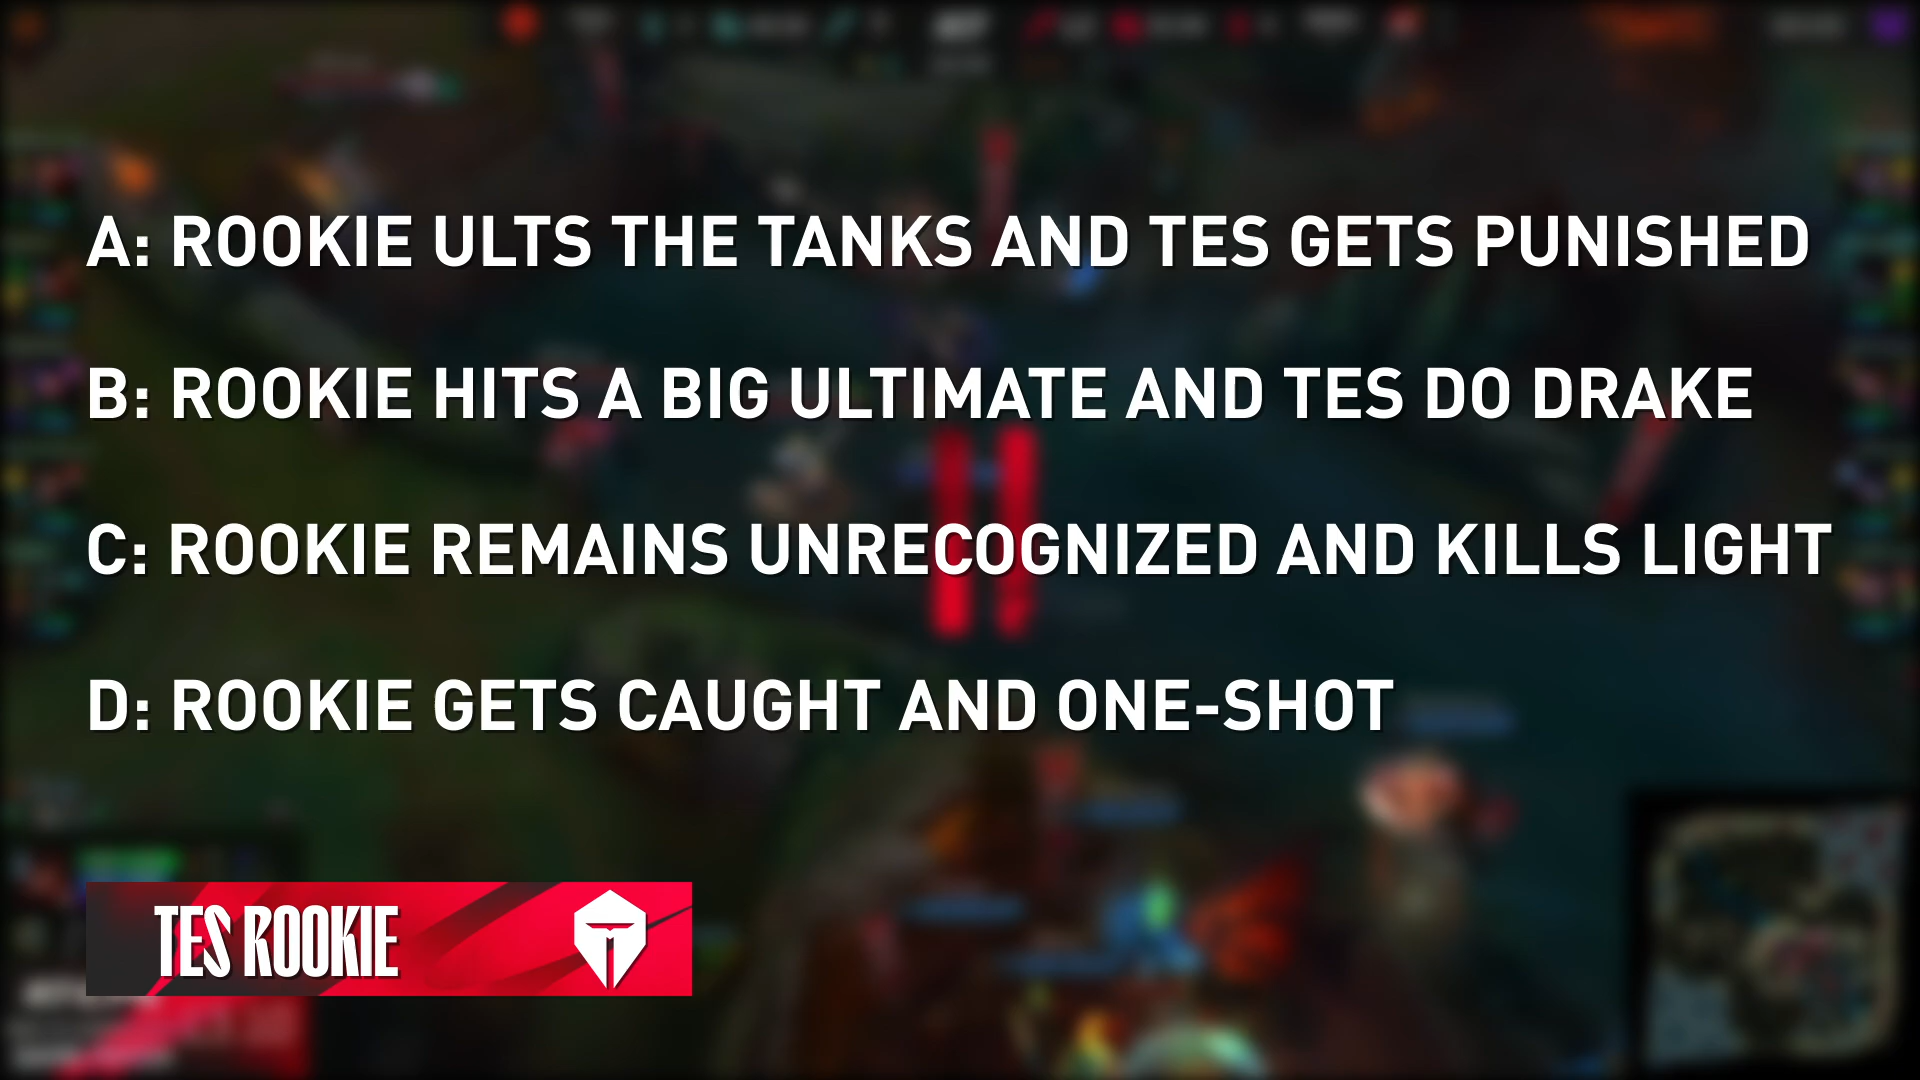 A: ROOKIE ULTS THE TANKS AND TES GETS PUNISHED
B: ROOKIE HITS A BIG ULTIMATE AND TES DO DRAKE
C: ROOKIE REMAINS UNRECOGNIZED AND KILLS LIGHT
D: ROOKIE GETS CAUGHT AND ONE-SHOT
TES ROOKIE